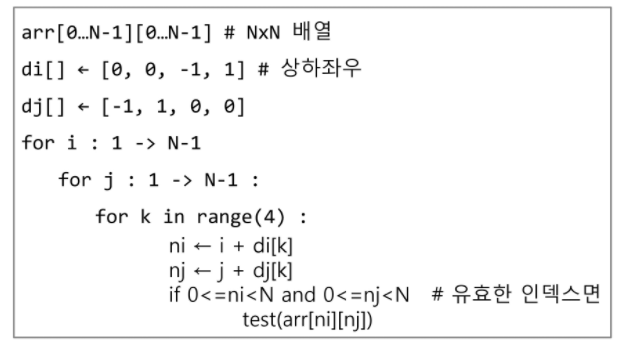 arr[0…N-1][0…N-1] # NxN 배열
di[] ← [0, 0, -1, 1] # 상하좌우
dj[] ← [-1, 1, 0, 0]
for i : 1 -> N-1
for j : 1 -> N-1 :
for k in range(4) :
ni ← i + di[k]
nj ← j + dj[k]
if 0<=ni<N and 0<=nj<N # 유효한 인덱스면
test(arr[ni][nj])